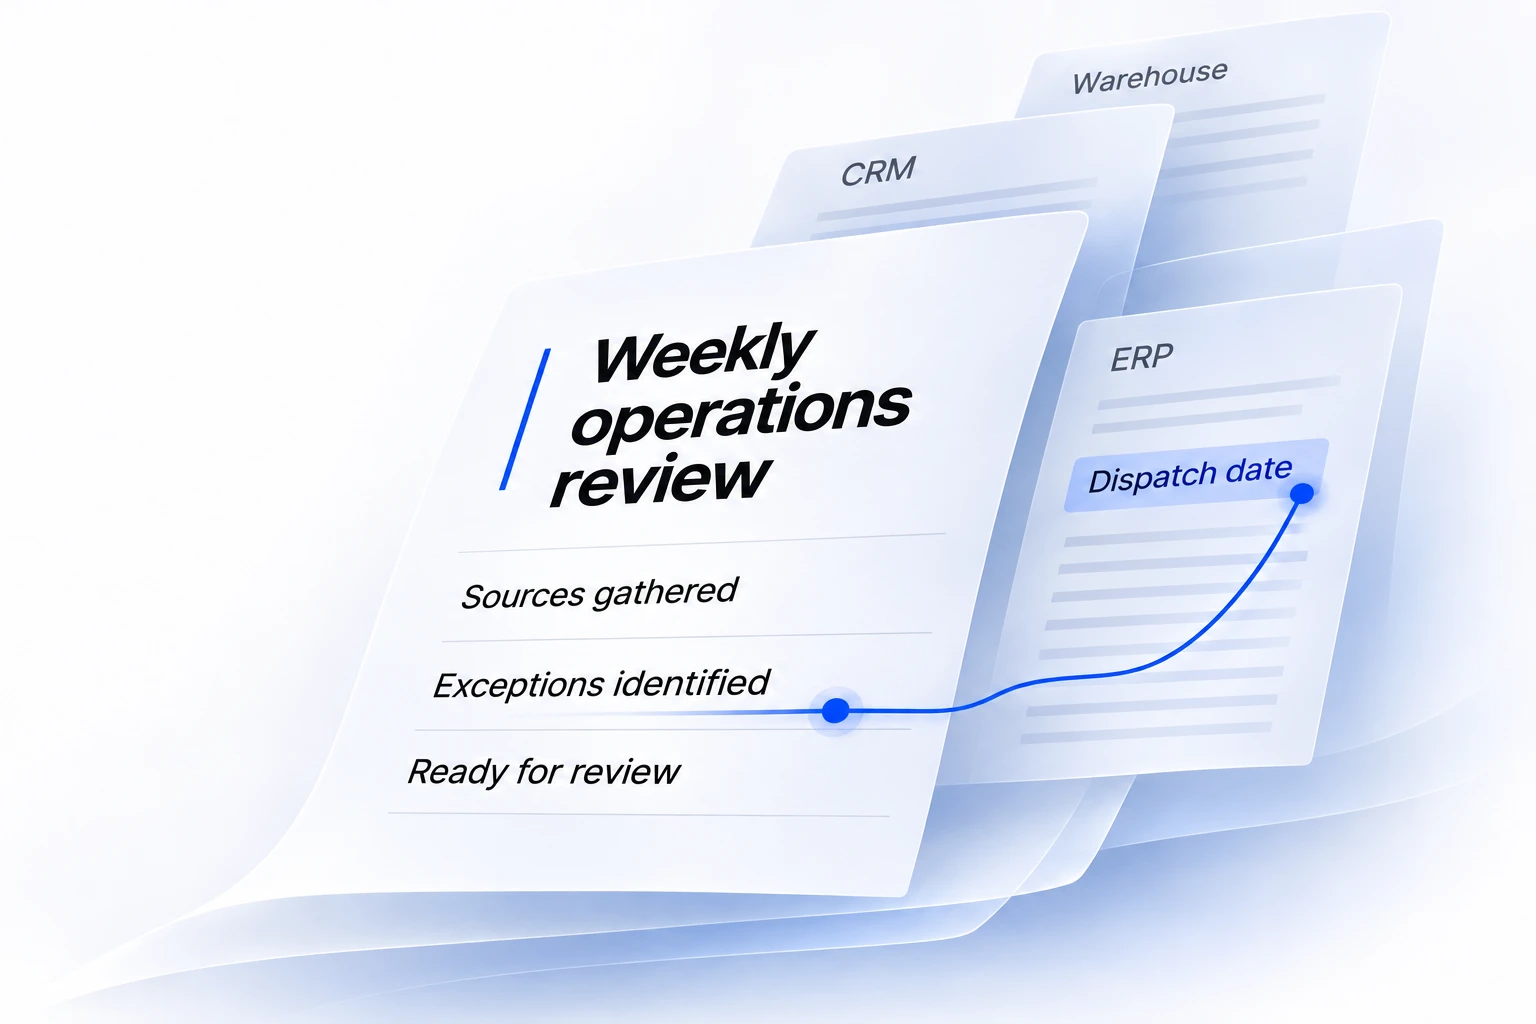 Warehouse
CRM
Weekly
operations
review
Sources gathered
Exceptions identified
Ready for review
ERP
Dispatch date